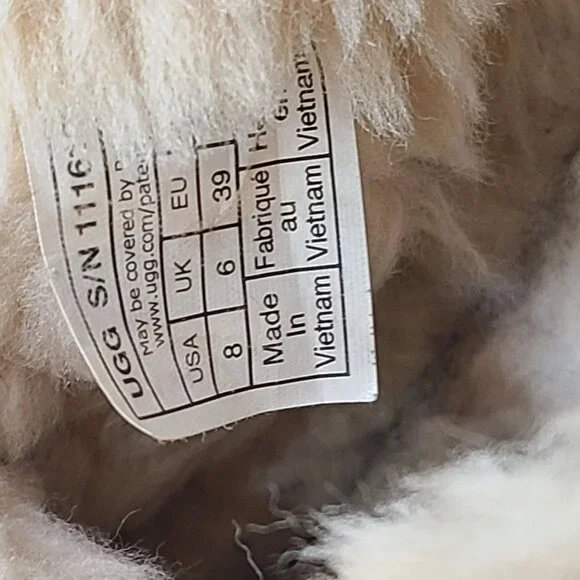 UGG S/N 1116
May be covered by
www.ugg.com/pate
USA UK EU
8 6 39
Made In Vietnam
Fabriqué au Vietnam
Vietnam